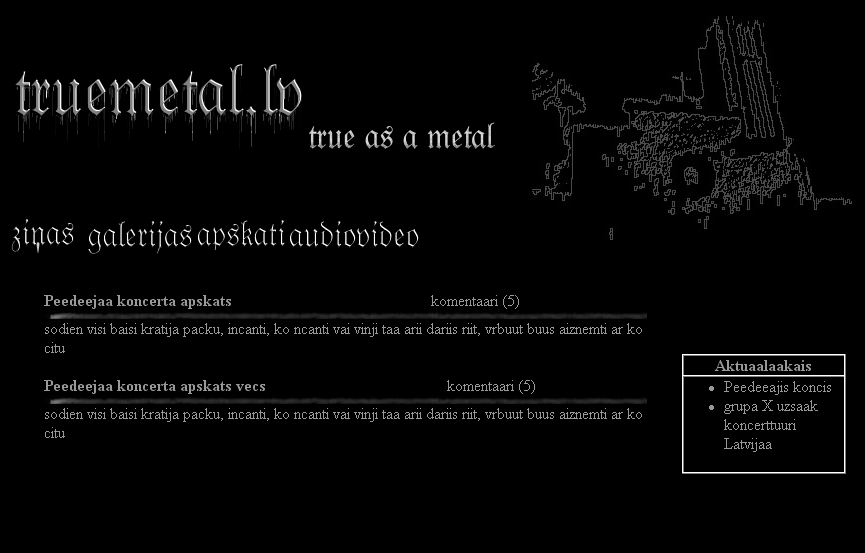 truemetal.lv
true as a metal
ziņas galerijas apskati audio video
Peedeejaa koncerta apskats komentaari (5)
sodien visi baisi kratija packu, incanti, ko ncanti vai vinji taa arii dariis riit, vrbuut buus aiznemti ar ko
citu
Peedeejaa koncerta apskats vecs komentaari (5)
sodien visi baisi kratija packu, incanti, ko ncanti vai vinji taa arii dariis riit, vrbuut buus aiznemti ar ko
citu
Aktuaalaakais
Peedeeajis koncis
grupa X uzsaak
koncerttuuri
Latvijaa